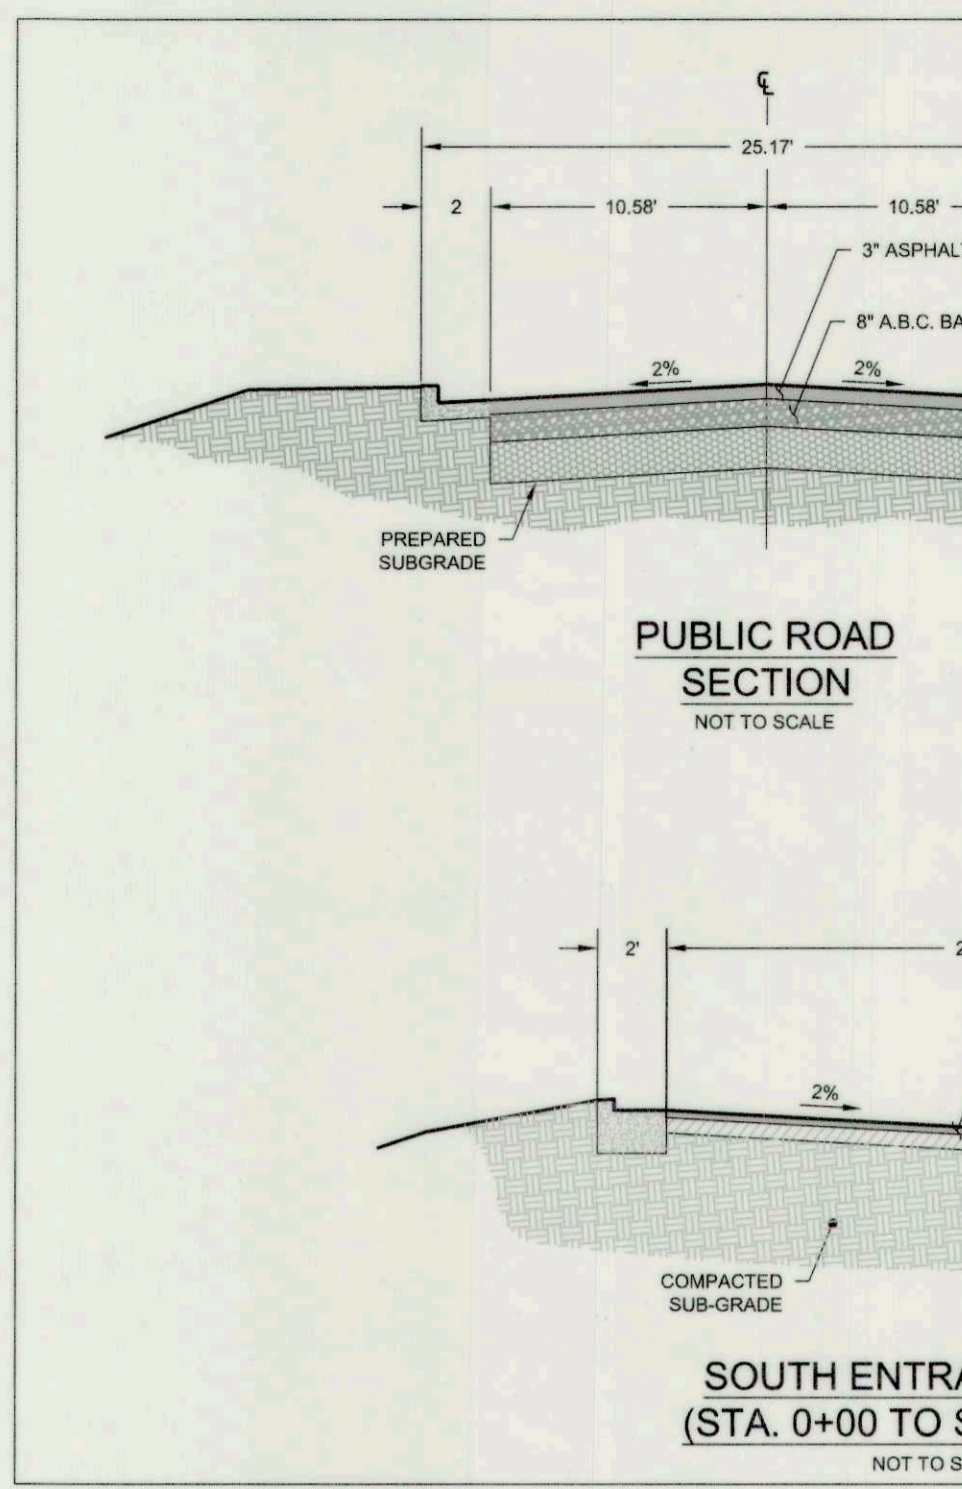 ℄
25.17'
2 10.58' 10.58'
3" ASPHAL
8" A.B.C. BA
2% 2%
PREPARED
SUBGRADE
PUBLIC ROAD
SECTION
NOT TO SCALE
2' 2
2%
COMPACTED
SUB-GRADE
SOUTH ENTRA
(STA. 0+00 TO S
NOT TO S